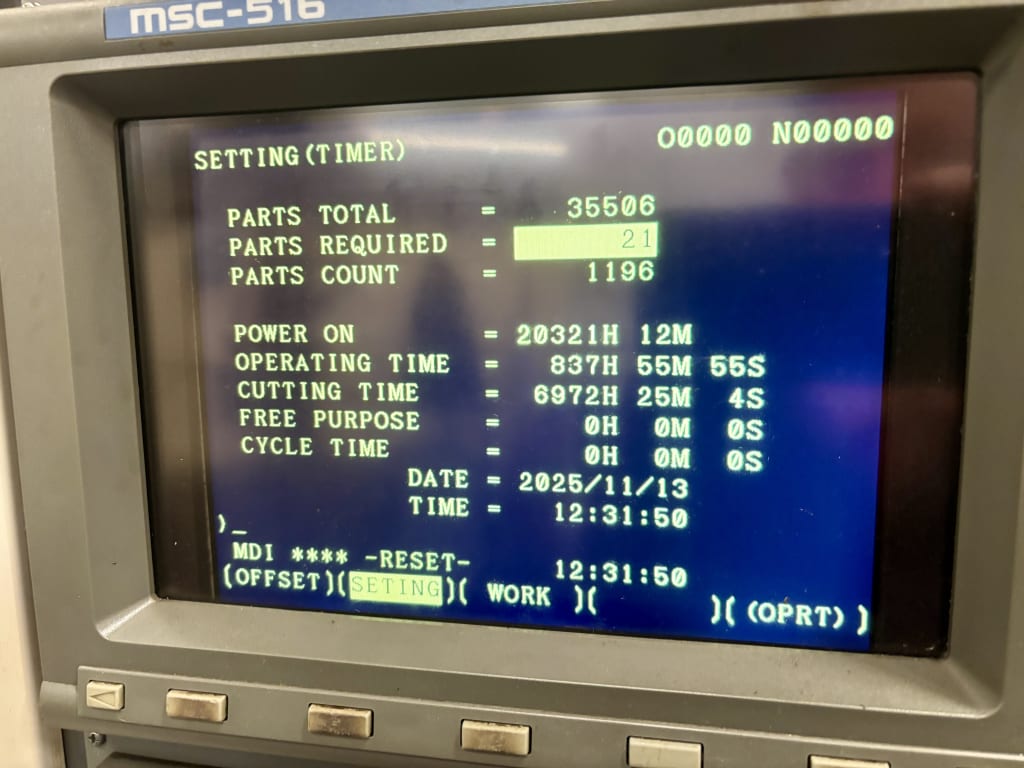 MSC-516
SETTING(TIMER) O0000 N00000
PARTS TOTAL = 35506
PARTS REQUIRED = 21
PARTS COUNT = 1196
POWER ON = 20321H 12M
OPERATING TIME = 837H 55M 55S
CUTTING TIME = 6972H 25M 4S
FREE PURPOSE = 0H 0M 0S
CYCLE TIME = 0H 0M 0S
DATE = 2025/11/13
TIME = 12:31:50
)_
MDI **** -RESET- 12:31:50
(OFFSET)(SETING)( WORK )( )( (OPRT) )